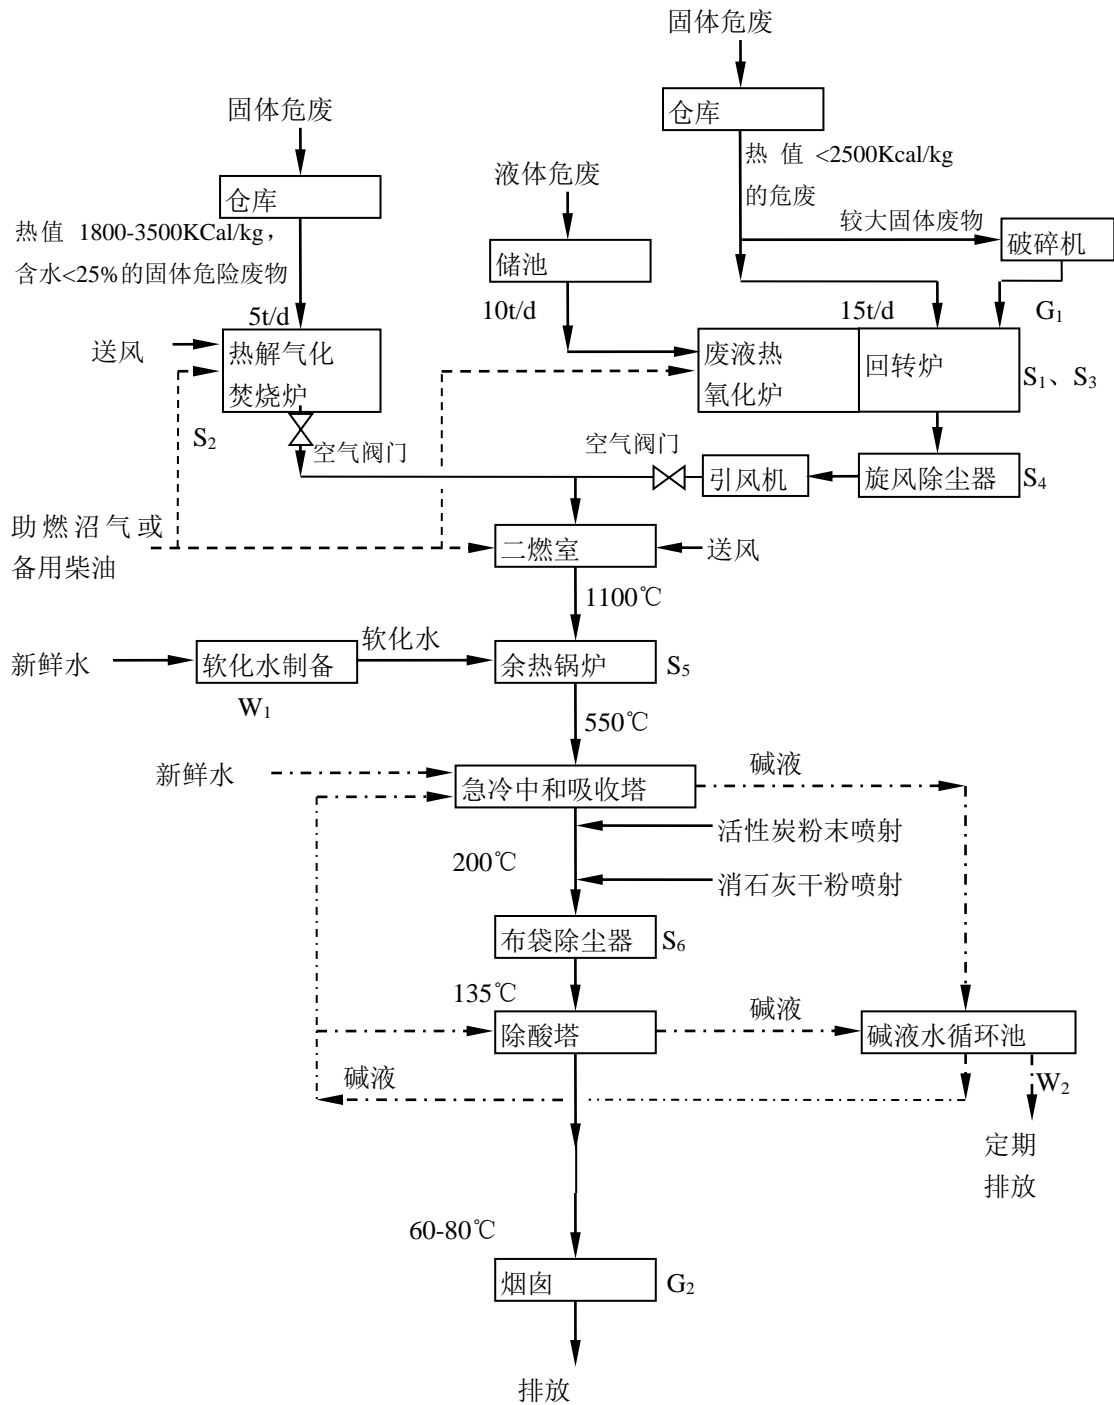 固体危废
仓库
固体危废
热 值 <2500Kcal/kg
的危废
仓库
液体危废
热值 1800-3500KCal/kg，
含水<25%的固体危险废物
较大固体废物
破碎机
储池
5t/d
10t/d
15t/d
G₁
送风
热解气化
焚烧炉
废液热
氧化炉
回转炉
S₁、S₃
S₂
空气阀门
空气阀门
引风机
旋风除尘器
S₄
助燃沼气或
备用柴油
二燃室
送风
1100℃
新鲜水
软化水制备
软化水
余热锅炉
S₅
W₁
550℃
新鲜水
急冷中和吸收塔
碱液
活性炭粉末喷射
200℃
消石灰干粉喷射
布袋除尘器
S₆
135℃
除酸塔
碱液
碱液水循环池
碱液
W₂
定期
排放
60-80℃
烟囱
G₂
排放